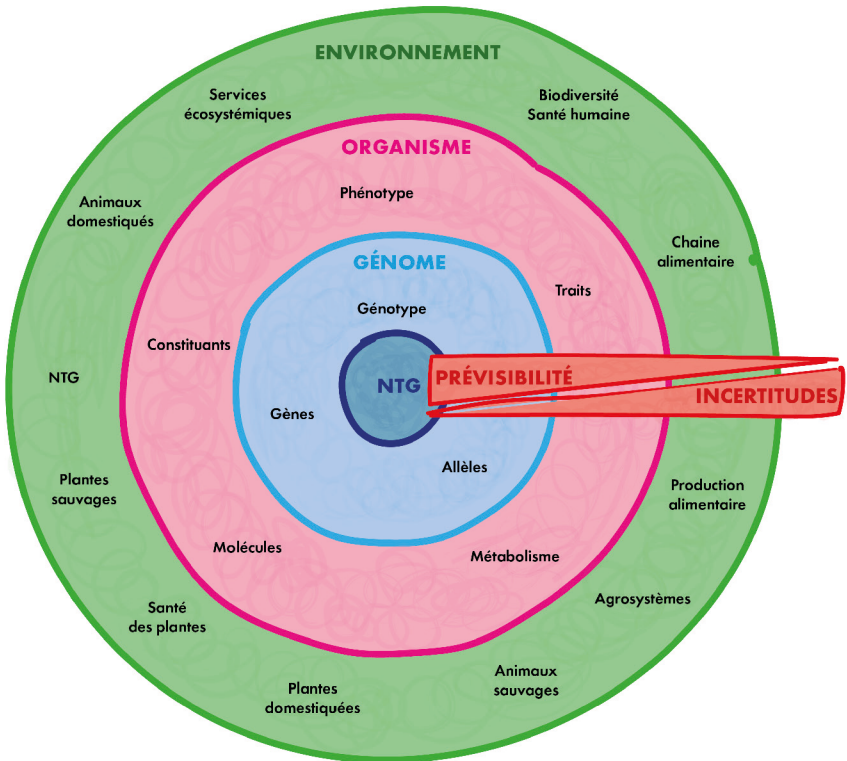 ENVIRONNEMENT
Services
écosystémiques
Biodiversité
Santé humaine
ORGANISME
Phénotype
Animaux
domestiqués
Chaine
alimentaire
GÉNOME
Traits
Génotype
Constituants
NTG
NTG
PRÉVISIBILITÉ
INCERTITUDES
Gènes
Allèles
Plantes
sauvages
Production
alimentaire
Molécules
Métabolisme
Santé
des plantes
Agrosystèmes
Animaux
sauvages
Plantes
domestiquées